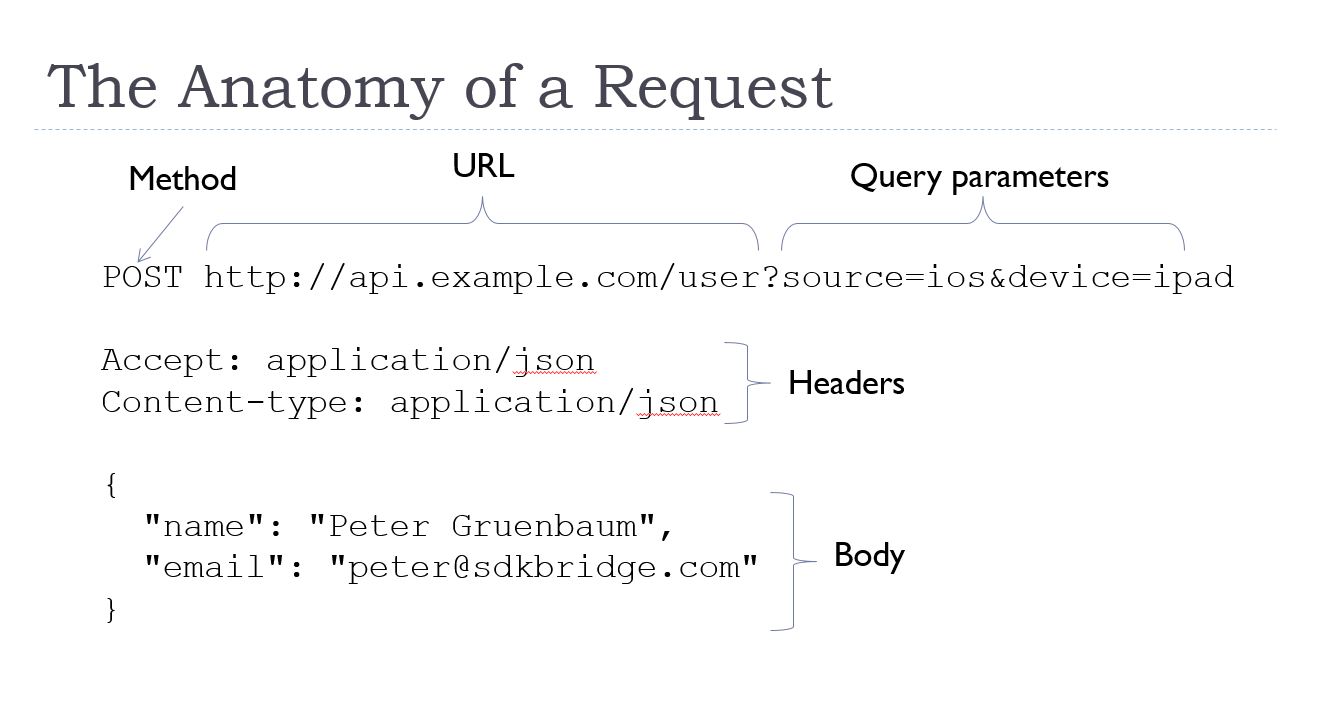 The Anatomy of a Request
Method
URL
Query parameters
POST http://api.example.com/user?source=ios&device=ipad
Accept: application/json
Content-type: application/json
Headers
{
"name": "Peter Gruenbaum",
"email": "peter@sdkbridge.com"
}
Body